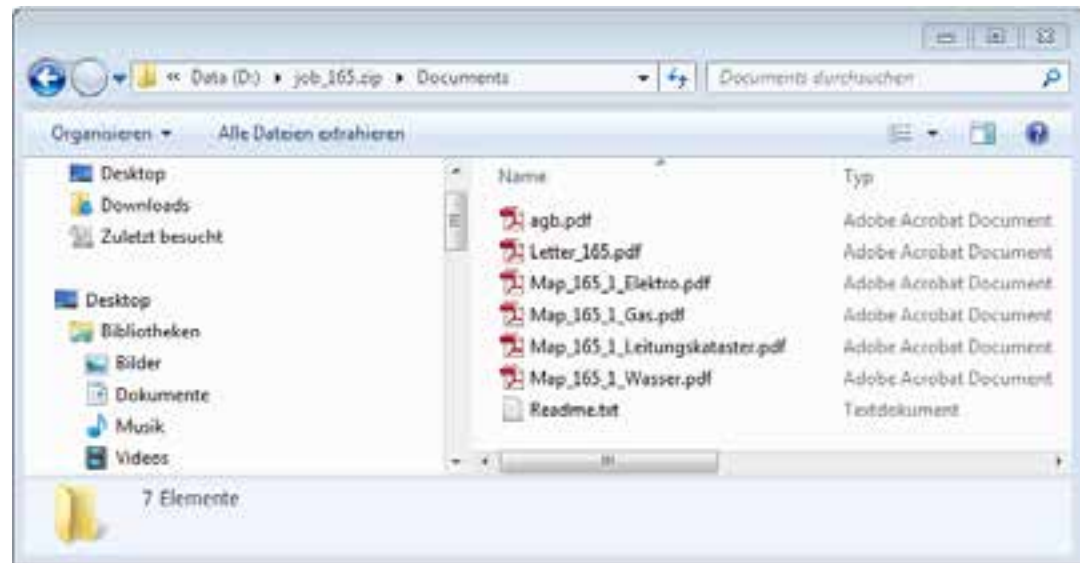 « Data (D:) ▸ job_165.zip ▸ Documents
Documents durchsuchen
Organisieren
Alle Dateien extrahieren
Desktop
Downloads
Zuletzt besucht
Desktop
Bibliotheken
Bilder
Dokumente
Musik
Videos
Name Typ
agb.pdf Adobe Acrobat Document
Letter_165.pdf Adobe Acrobat Document
Map_165_1_Elektro.pdf Adobe Acrobat Document
Map_165_1_Gas.pdf Adobe Acrobat Document
Map_165_1_Leitungskataster.pdf Adobe Acrobat Document
Map_165_1_Wasser.pdf Adobe Acrobat Document
Readme.txt Textdokument
7 Elemente